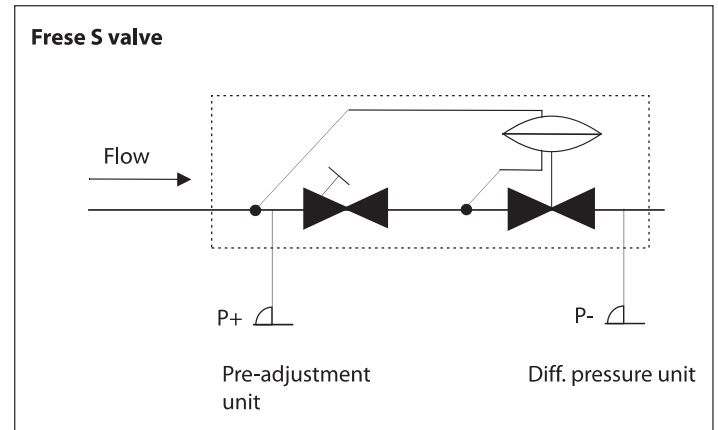 Frese S valve
Flow
P+
P-
Pre-adjustment
unit
Diff. pressure unit